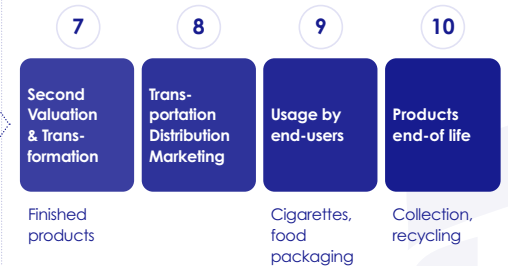 7
8
9
10
Second
Valuation
& Trans-
formation
Trans-
portation
Distribution
Marketing
Usage by
end-users
Products
end-of life
Finished
products
Cigarettes,
food
packaging
Collection,
recycling